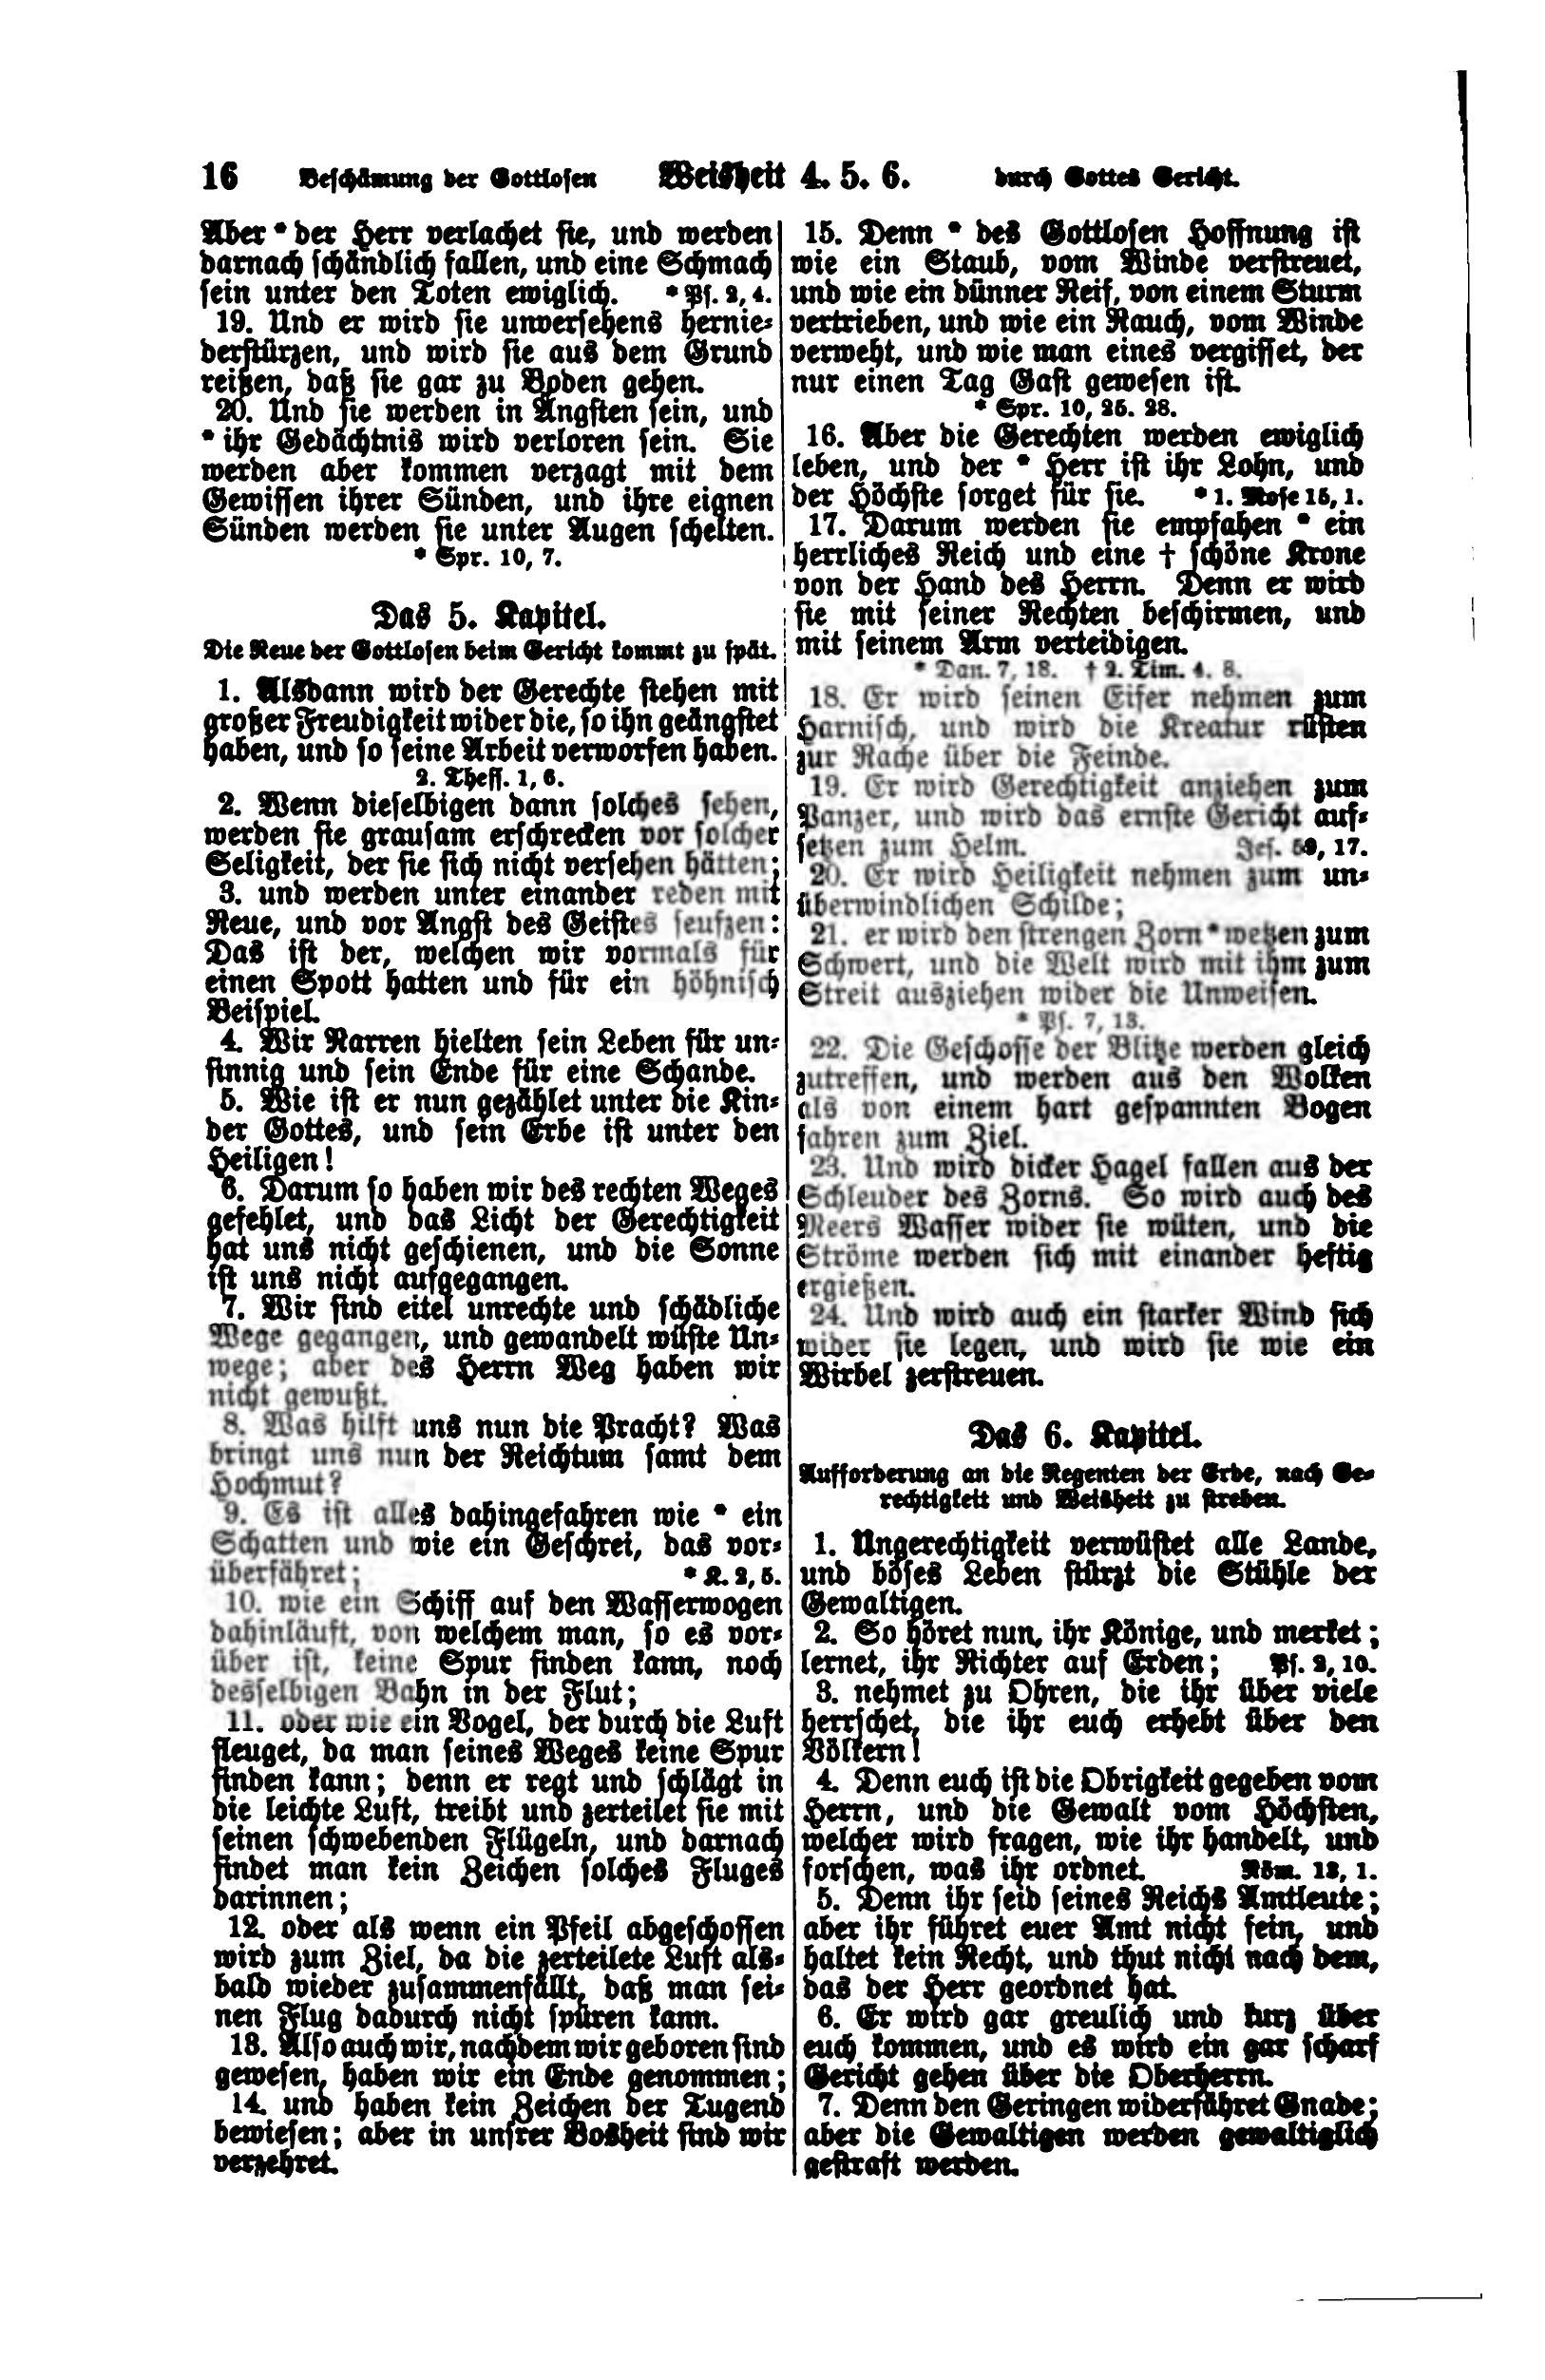 16 Beschämung der Gottlosen Weisheit 4. 5. 6. durch Gottes Gericht.
Aber * der Herr verlachet sie, und werden
darnach schändlich fallen, und eine Schmach
sein unter den Toten ewiglich. * Ps. 2, 4.
19. Und er wird sie unversehens hernie-
derstürzen, und wird sie aus dem Grund
reißen, daß sie gar zu Boden gehen.
20. Und sie werden in Ängsten sein, und
* ihr Gedächtnis wird verloren sein. Sie
werden aber kommen verzagt mit dem
Gewissen ihrer Sünden, und ihre eignen
Sünden werden sie unter Augen schelten.
* Spr. 10, 7.
Das 5. Kapitel.
Die Reue der Gottlosen beim Gericht kommt zu spät.
1. Alsdann wird der Gerechte stehen mit
großer Freudigkeit wider die, so ihn geängstet
haben, und so seine Arbeit verworfen haben.
2. Thess. 1, 6.
2. Wenn dieselbigen dann solches sehen,
werden sie grausam erschrecken vor solcher
Seligkeit, der sie sich nicht versehen hätten;
3. und werden unter einander reden mit
Reue, und vor Angst des Geistes seufzen:
Das ist der, welchen wir vormals für
einen Spott hatten und für ein höhnisch
Beispiel.
4. Wir Narren hielten sein Leben für un-
sinnig und sein Ende für eine Schande.
5. Wie ist er nun gezählet unter die Kin-
der Gottes, und sein Erbe ist unter den
Heiligen!
6. Darum so haben wir des rechten Weges
gefehlet, und das Licht der Gerechtigkeit
hat uns nicht geschienen, und die Sonne
ist uns nicht aufgegangen.
7. Wir sind eitel unrechte und schädliche
Wege gegangen, und gewandelt wüste Un-
wege; aber des Herrn Weg haben wir
nicht gewußt.
8. Was hilft uns nun die Pracht? Was
bringt uns nun der Reichtum samt dem
Hochmut?
9. Es ist alles dahingefahren wie * ein
Schatten und wie ein Geschrei, das vor-
überfähret; * K. 2, 5.
10. wie ein Schiff auf den Wasserwogen
dahinläuft, von welchem man, so es vor-
über ist, keine Spur finden kann, noch
desselbigen Bahn in der Flut;
11. oder wie ein Vogel, der durch die Luft
fleuget, da man seines Weges keine Spur
finden kann; denn er regt und schlägt in
die leichte Luft, treibt und zerteilet sie mit
seinen schwebenden Flügeln, und darnach
findet man kein Zeichen solches Fluges
darinnen;
12. oder als wenn ein Pfeil abgeschossen
wird zum Ziel, da die zerteilete Luft als-
bald wieder zusammenfällt, daß man sei-
nen Flug dadurch nicht spüren kann.
13. Also auch wir, nachdem wir geboren sind
gewesen, haben wir ein Ende genommen;
14. und haben kein Zeichen der Tugend
bewiesen; aber in unsrer Bosheit sind wir
verzehret.
15. Denn * des Gottlosen Hoffnung ist
wie ein Staub, vom Winde verstreuet,
und wie ein dünner Reif, von einem Sturm
vertrieben, und wie ein Rauch, vom Winde
verweht, und wie man eines vergisset, der
nur einen Tag Gast gewesen ist.
* Spr. 10, 25. 28.
16. Aber die Gerechten werden ewiglich
leben, und der * Herr ist ihr Lohn, und
der Höchste sorget für sie. * 1. Mose 15, 1.
17. Darum werden sie empfahen * ein
herrliches Reich und eine † schöne Krone
von der Hand des Herrn. Denn er wird
sie mit seiner Rechten beschirmen, und
mit seinem Arm verteidigen.
* Dan. 7, 18. † 2. Tim. 4. 8.
18. Er wird seinen Eifer nehmen zum
Harnisch, und wird die Kreatur rüsten
zur Rache über die Feinde.
19. Er wird Gerechtigkeit anziehen zum
Panzer, und wird das ernste Gericht auf-
setzen zum Helm. Jes. 59, 17.
20. Er wird Heiligkeit nehmen zum un-
überwindlichen Schilde;
21. er wird den strengen Zorn * wetzen zum
Schwert, und die Welt wird mit ihm zum
Streit ausziehen wider die Unweisen.
* Ps. 7, 13.
22. Die Geschosse der Blitze werden gleich
zutreffen, und werden aus den Wolken
als von einem hart gespannten Bogen
fahren zum Ziel.
23. Und wird dicker Hagel fallen aus der
Schleuder des Zorns. So wird auch des
Meers Wasser wider sie wüten, und die
Ströme werden sich mit einander heftig
ergießen.
24. Und wird auch ein starker Wind sich
wider sie legen, und wird sie wie ein
Wirbel zerstreuen.
Das 6. Kapitel.
Aufforderung an die Regenten der Erde, nach Ge-
rechtigkeit und Weisheit zu streben.
1. Ungerechtigkeit verwüstet alle Lande,
und böses Leben stürzt die Stühle der
Gewaltigen.
2. So höret nun, ihr Könige, und merket;
lernet, ihr Richter auf Erden; Ps. 2, 10.
3. nehmet zu Ohren, die ihr über viele
herrschet, die ihr euch erhebt über den
Völkern!
4. Denn euch ist die Obrigkeit gegeben vom
Herrn, und die Gewalt vom Höchsten,
welcher wird fragen, wie ihr handelt, und
forschen, was ihr ordnet. Röm. 13, 1.
5. Denn ihr seid seines Reichs Amtleute;
aber ihr führet euer Amt nicht fein, und
haltet kein Recht, und thut nicht nach dem,
das der Herr geordnet hat.
6. Er wird gar greulich und kurz über
euch kommen, und es wird ein gar scharf
Gericht gehen über die Oberherrn.
7. Denn den Geringen widerfähret Gnade;
aber die Gewaltigen werden gewaltiglich
gestraft werden.